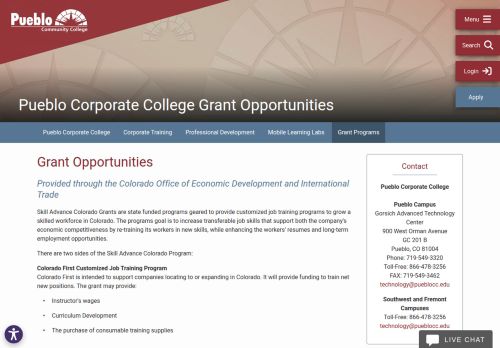 Pueblo
Community College
Menu
Search
Login
Apply
Pueblo Corporate College Grant Opportunities
Pueblo Corporate College
Corporate Training
Professional Development
Mobile Learning Labs
Grant Programs
Grant Opportunities
Provided through the Colorado Office of Economic Development and International
Trade
Skill Advance Colorado Grants are state funded programs geared to provide customized job training programs to grow a
skilled workforce in Colorado. The programs goal is to increase transferable job skills that support both the company's
economic competitiveness by re-training its workers in new skills, while enhancing the workers' resumes and long-term
employment opportunities.
There are two sides of the Skill Advance Colorado Program:
Colorado First Customized Job Training Program
Colorado First is intended to support companies locating to or expanding in Colorado. It will provide funding to train net
new positions. The grant may provide:
Instructor's wages
Curriculum Development
The purchase of consumable training supplies
Contact
Pueblo Corporate College
Pueblo Campus
Gorsich Advanced Technology
Center
900 West Orman Avenue
GC 201 B
Pueblo, CO 81004
Phone: 719-549-3320
Toll-Free: 866-478-3256
FAX: 719-549-3462
technology@pueblocc.edu
Southwest and Fremont
Campuses
Toll-Free: 866-478-3256
technology@pueblocc.edu
LIVE CHAT